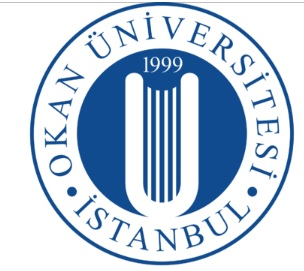 OKAN ÜNİVERSİTESİ
1999
• İSTANBUL •